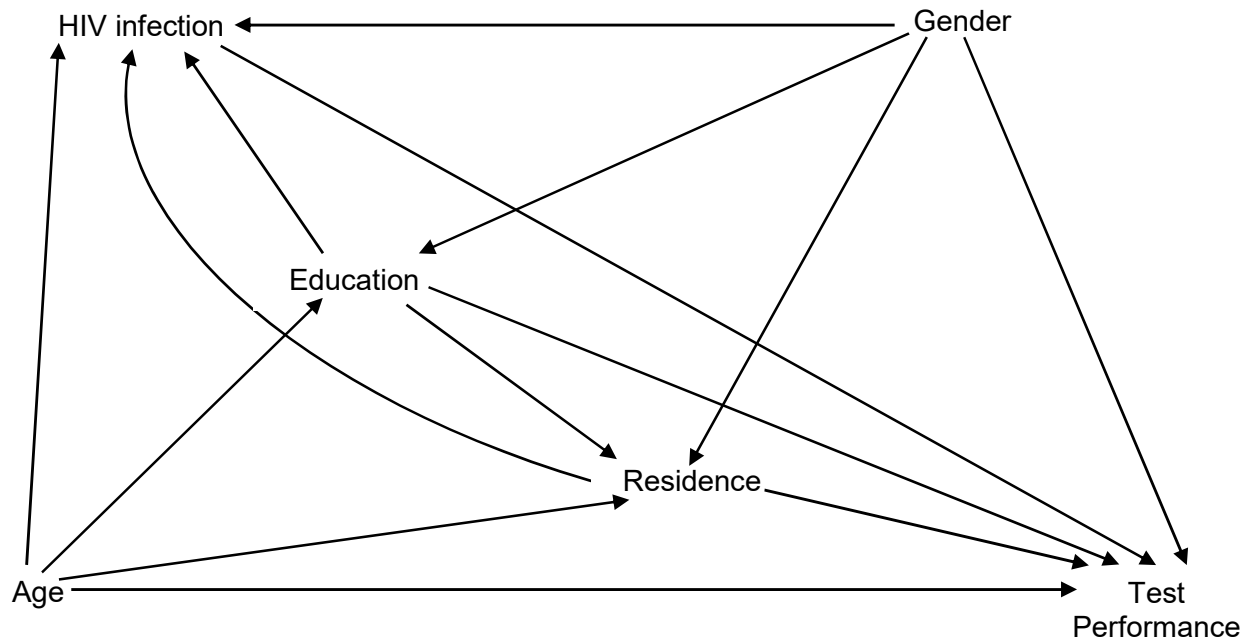 HIV infection
Gender
Education
Residence
Age
Test
Performance